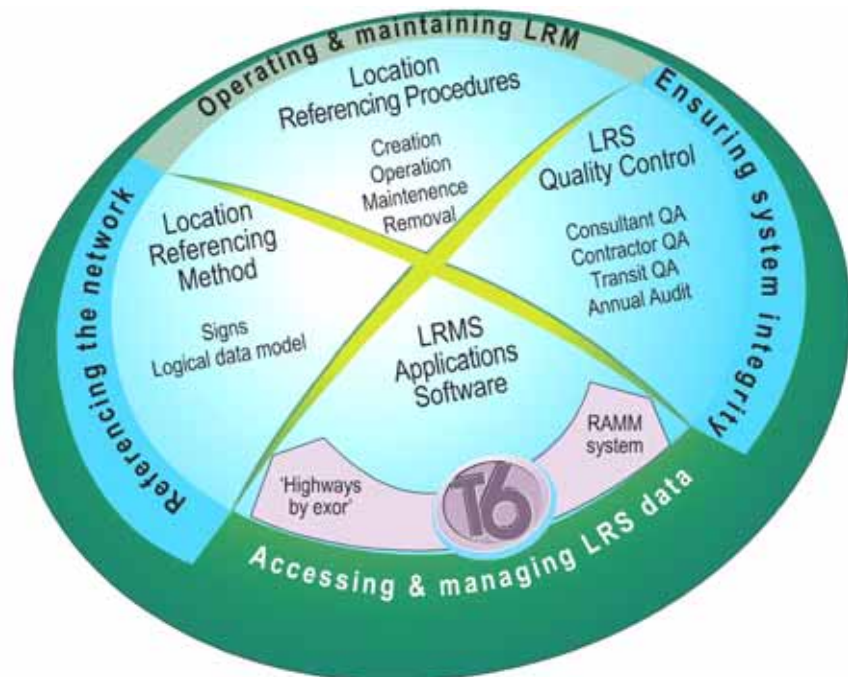 Operating & maintaining LRM
Location
Referencing Procedures
Creation
Operation
Maintenence
Removal
Ensuring system integrity
LRS
Quality Control
Consultant QA
Contractor QA
Transit QA
Annual Audit
Referencing the network
Location
Referencing
Method
Signs
Logical data model
LRMS
Applications
Software
'Highways
by exor'
T6
RAMM
system
Accessing & managing LRS data